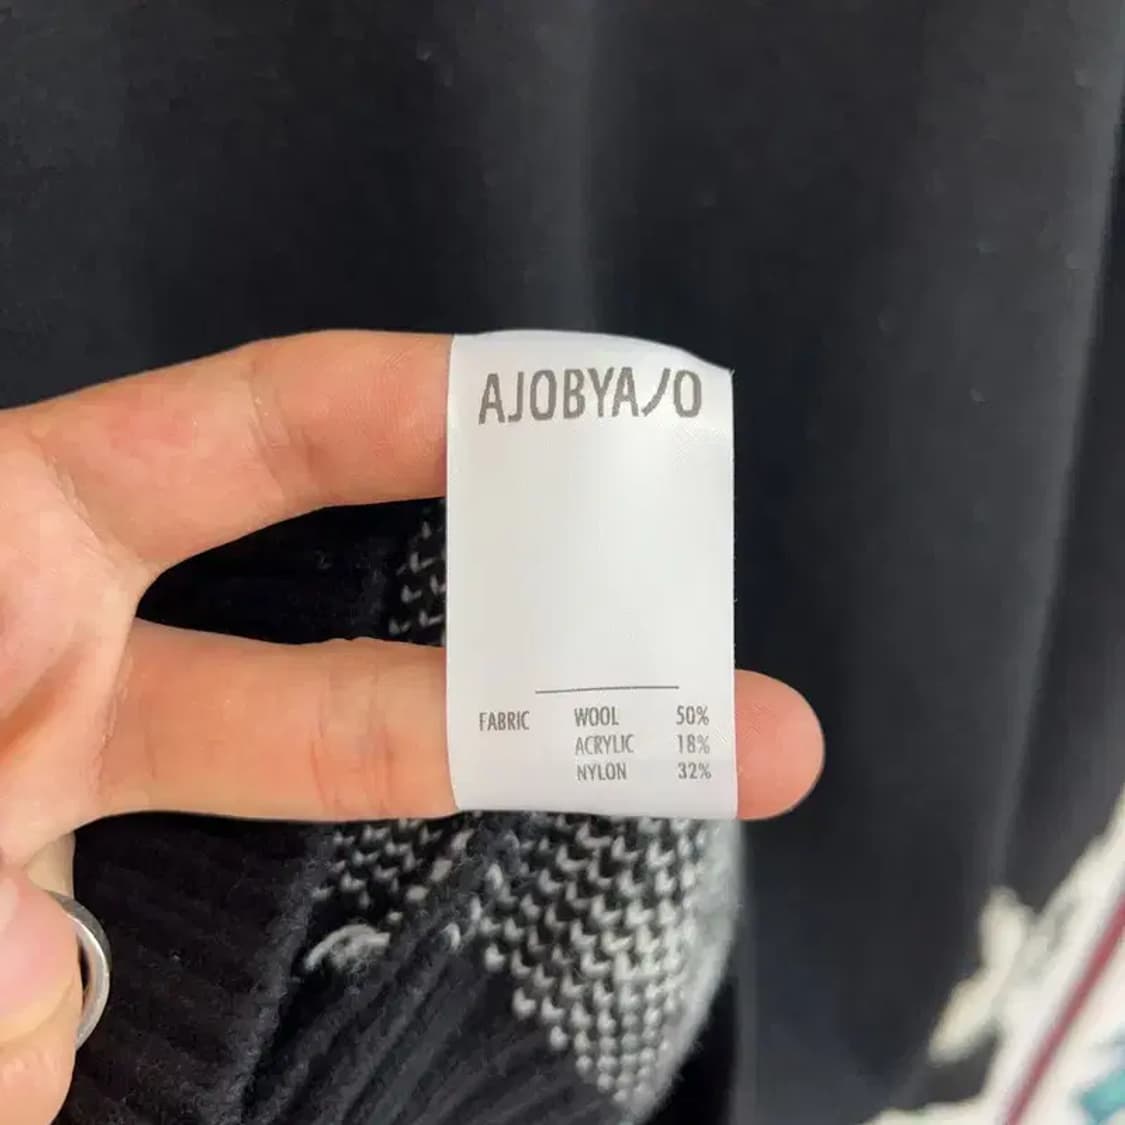 AJOBYAJO
FABRIC WOOL 50%
ACRYLIC 18%
NYLON 32%